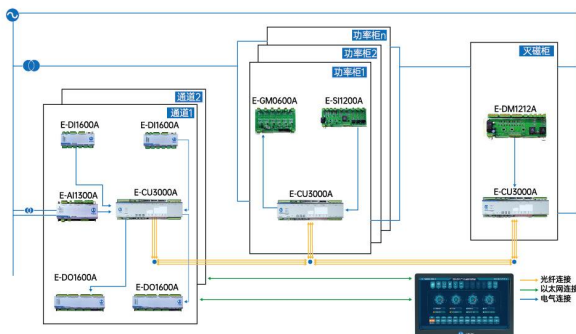 功率柜n
功率柜2
功率柜1
灭磁柜
通道2
通道1
E-DI1600A
E-DI1600A
E-GM0600A
E-SI1200A
E-DM1212A
E-AI1300A
E-CU3000A
E-CU3000A
E-CU3000A
E-DO1600A
E-DO1600A
光纤连接
以太网连接
电气连接